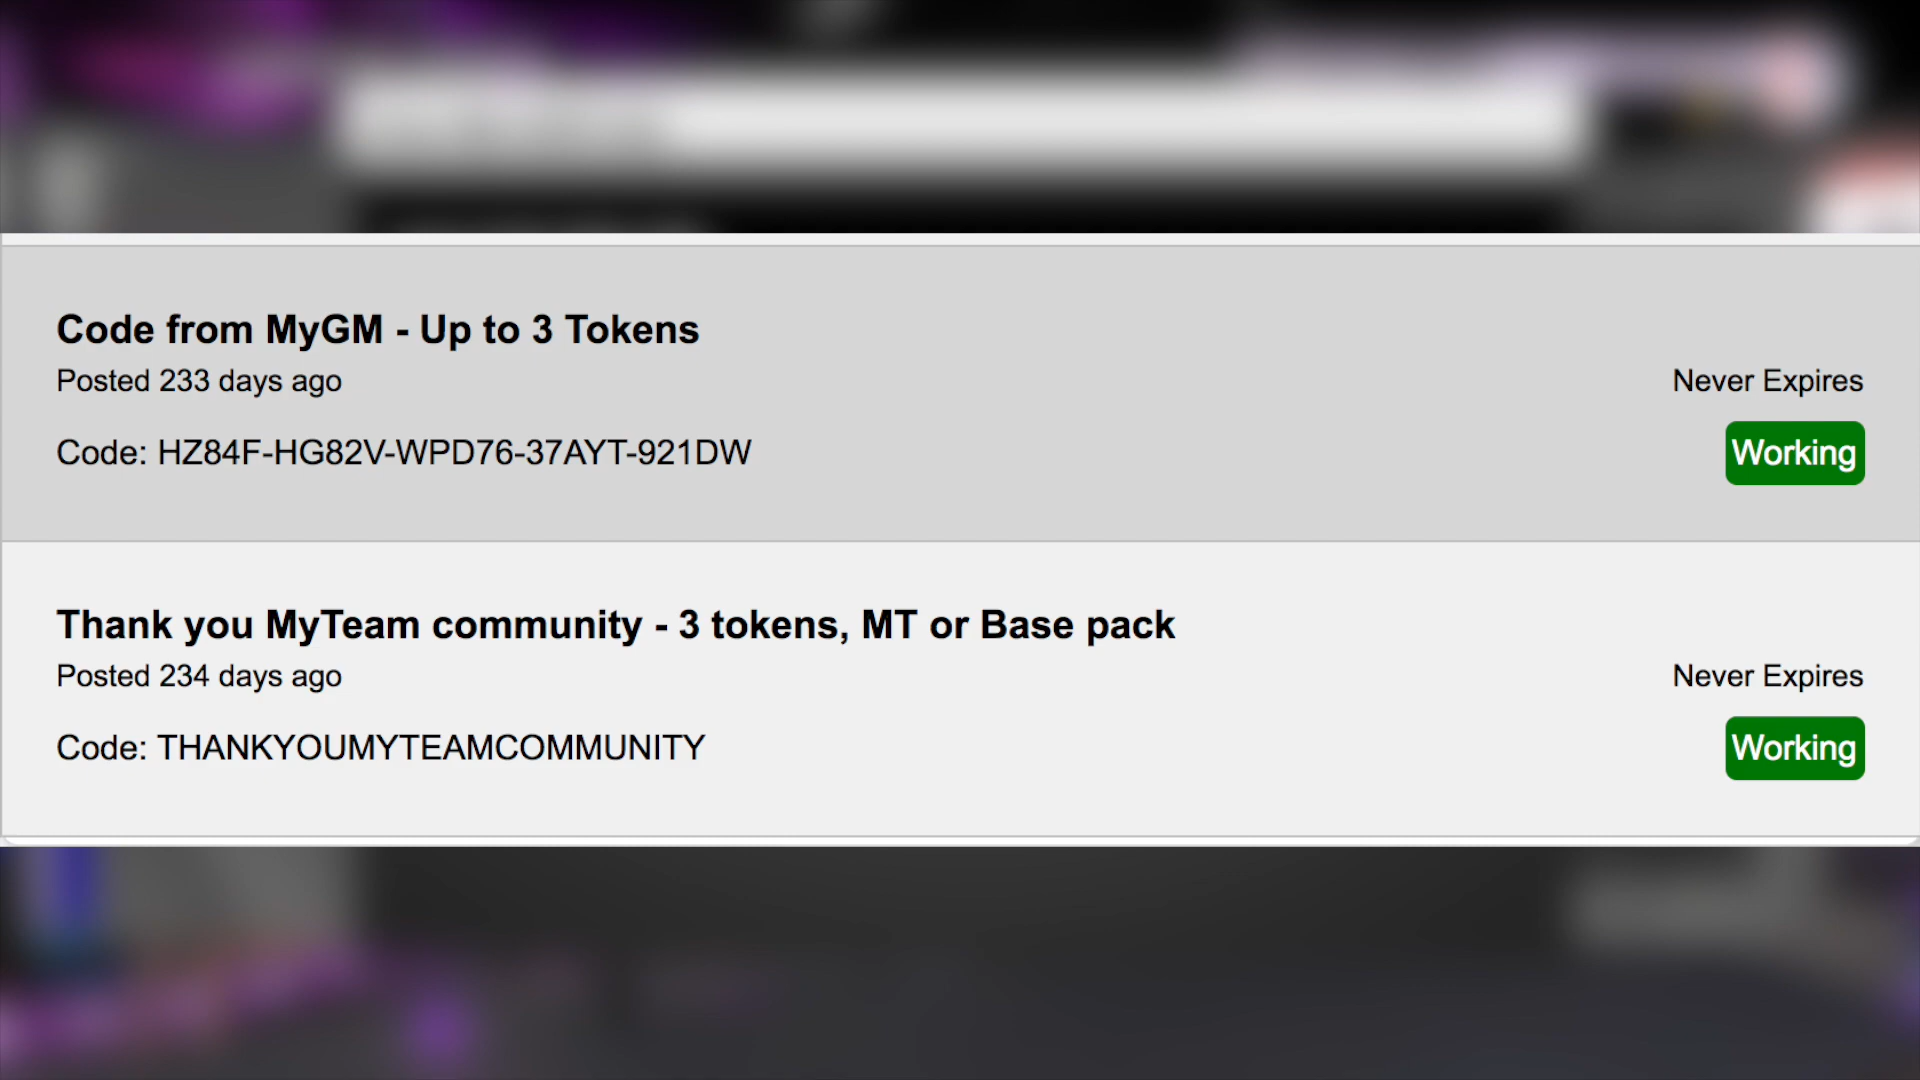 Code from MyGM - Up to 3 Tokens
Posted 233 days ago
Never Expires
Code: HZ84F-HG82V-WPD76-37AYT-921DW
Working
Thank you MyTeam community - 3 tokens, MT or Base pack
Posted 234 days ago
Never Expires
Code: THANKYOUMYTEAMCOMMUNITY
Working